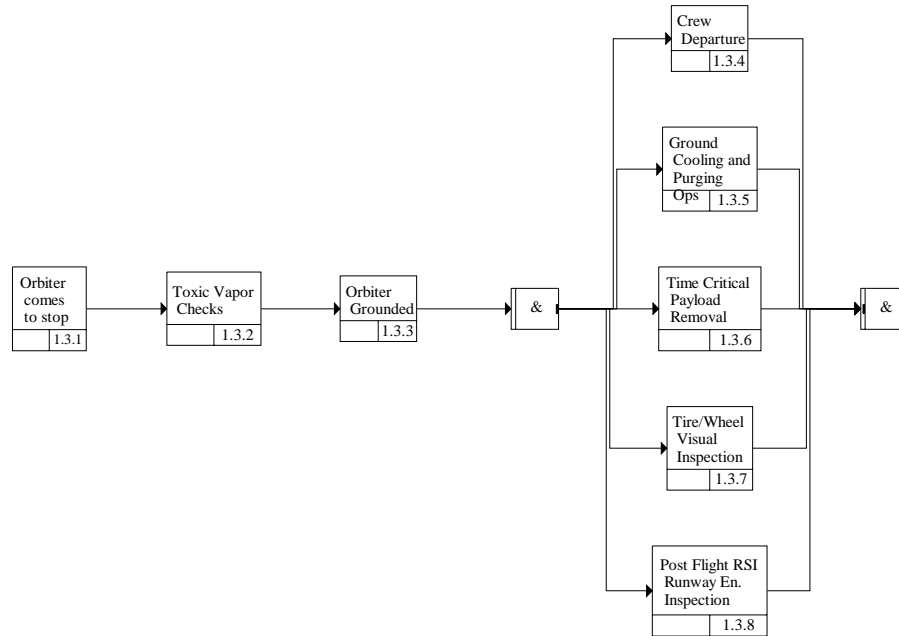 Orbiter
comes
to stop
1.3.1
Toxic Vapor
Checks
1.3.2
Orbiter
Grounded
1.3.3
&
Crew
Departure
1.3.4
Ground
Cooling and
Purging
Ops
1.3.5
Time Critical
Payload
Removal
1.3.6
Tire/Wheel
Visual
Inspection
1.3.7
Post Flight RSI
Runway En.
Inspection
1.3.8
&